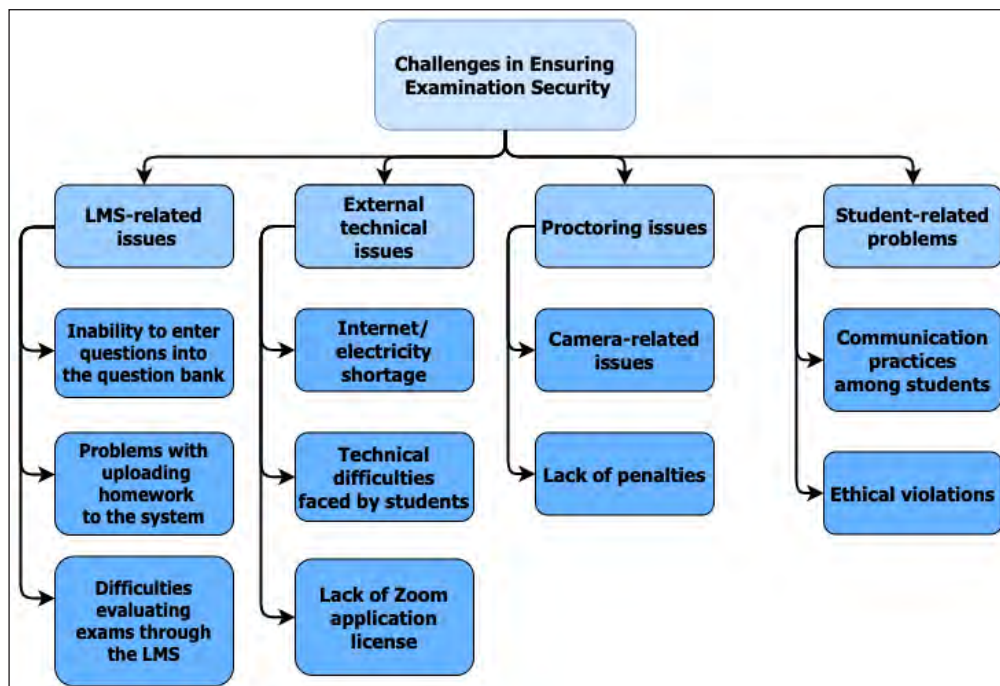 Challenges in Ensuring
Examination Security
LMS-related
issues
External
technical
issues
Proctoring issues
Student-related
problems
Inability to enter
questions into
the question bank
Internet/
electricity
shortage
Camera-related
issues
Communication
practices
among students
Problems with
uploading
homework
to the system
Technical
difficulties
faced by students
Lack of penalties
Ethical violations
Difficulties
evaluating
exams through
the LMS
Lack of Zoom
application
license